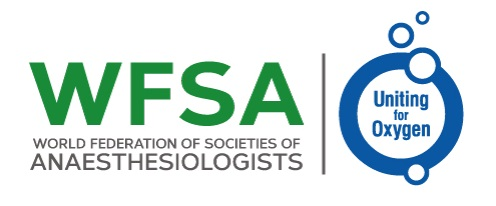 WFSA
WORLD FEDERATION OF SOCIETIES OF
ANAESTHESIOLOGISTS
Uniting
for
Oxygen